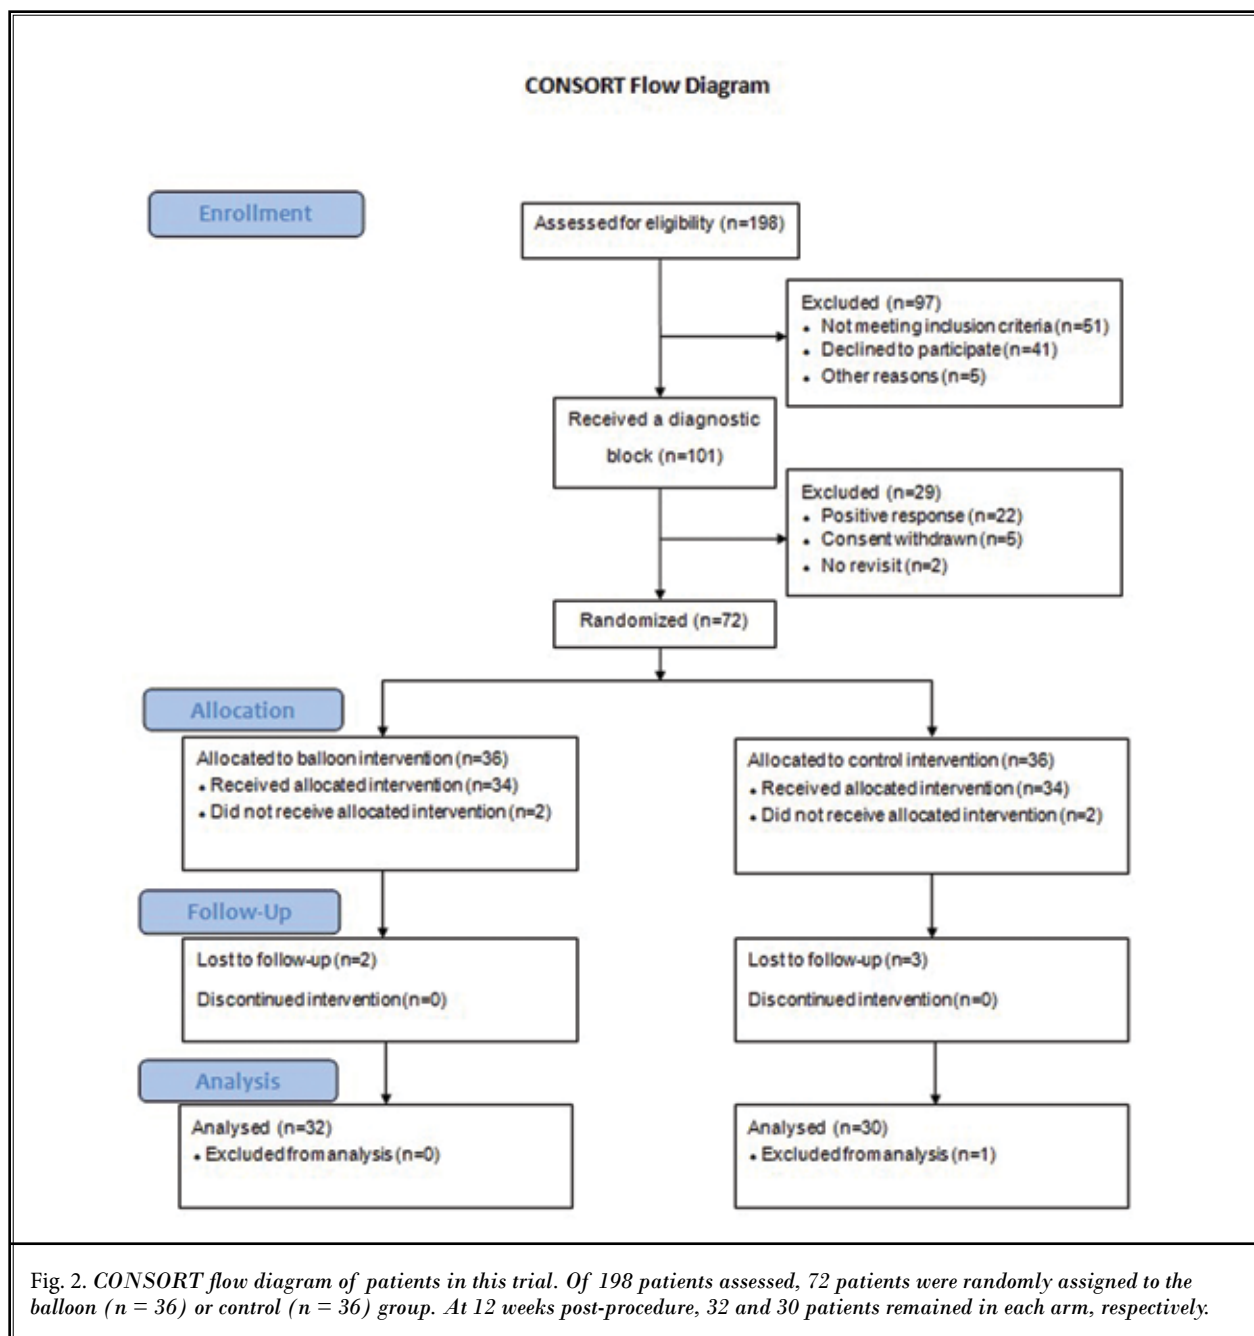 CONSORT Flow Diagram
Enrollment
Assessed for eligibility (n=198)
Excluded (n=97)
• Not meeting inclusion criteria (n=51)
• Declined to participate (n=41)
• Other reasons (n=5)
Received a diagnostic
block (n=101)
Excluded (n=29)
• Positive response (n=22)
• Consent withdrawn (n=5)
• No revisit (n=2)
Randomized (n=72)
Allocation
Allocated to balloon intervention (n=36)
• Received allocated intervention (n=34)
• Did not receive allocated intervention (n=2)
Allocated to control intervention (n=36)
• Received allocated intervention (n=34)
• Did not receive allocated intervention (n=2)
Follow-Up
Lost to follow-up (n=2)
Discontinued intervention (n=0)
Lost to follow-up (n=3)
Discontinued intervention (n=0)
Analysis
Analysed (n=32)
• Excluded from analysis (n=0)
Analysed (n=30)
• Excluded from analysis (n=1)
Fig. 2. CONSORT flow diagram of patients in this trial. Of 198 patients assessed, 72 patients were randomly assigned to the
balloon (n = 36) or control (n = 36) group. At 12 weeks post-procedure, 32 and 30 patients remained in each arm, respectively.